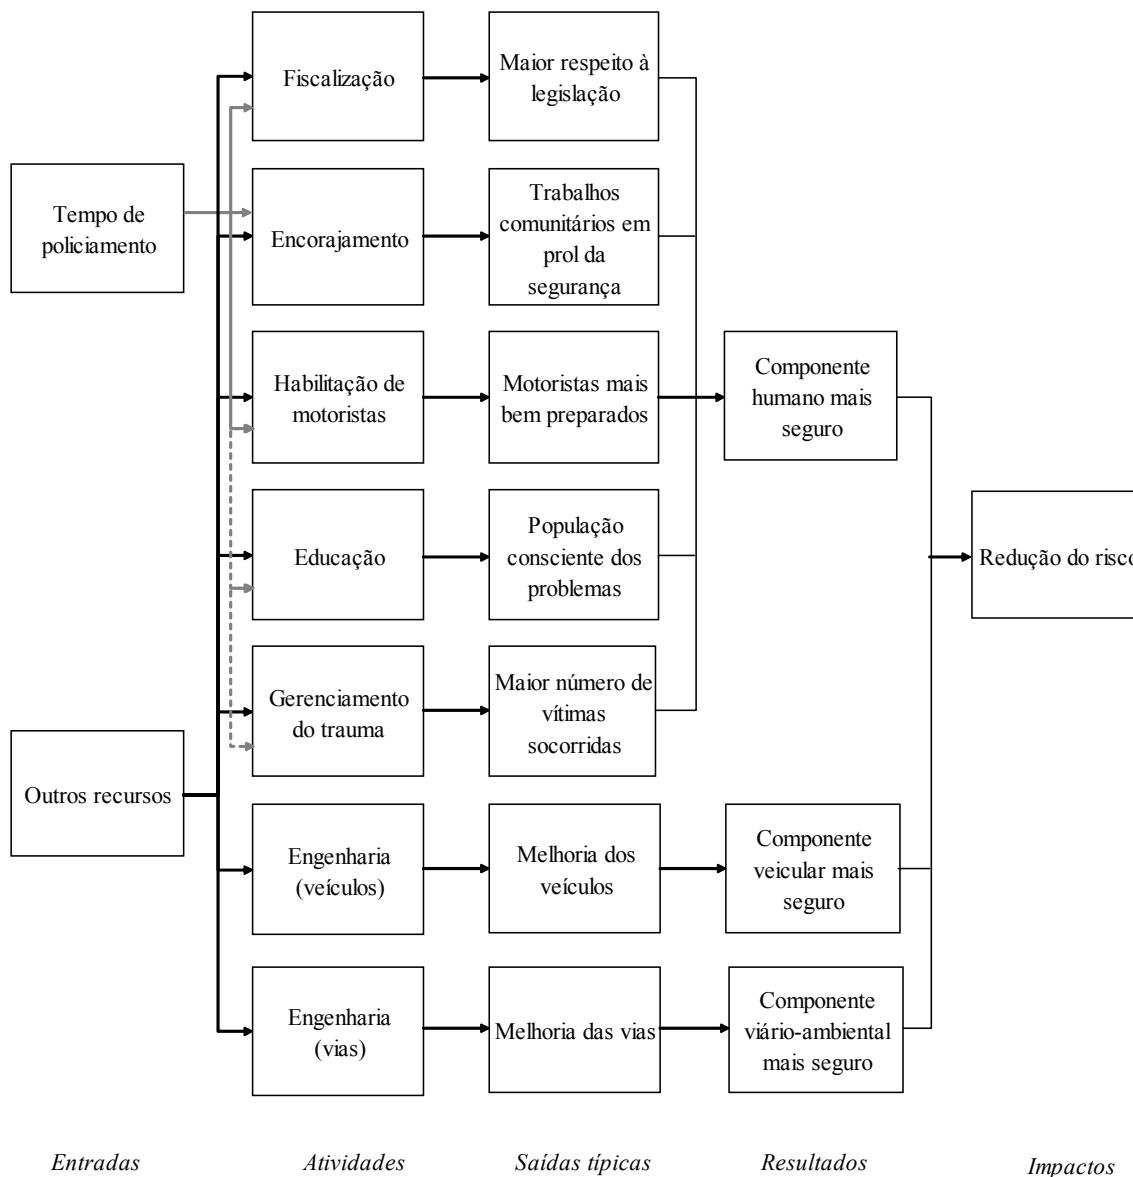 Fiscalização
Maior respeito à
legislação
Tempo de
policiamento
Encorajamento
Trabalhos
comunitários em
prol da
segurança
Habilitação de
motoristas
Motoristas mais
bem preparados
Componente
humano mais
seguro
Educação
População
consciente dos
problemas
Redução do risco
Gerenciamento
do trauma
Maior número de
vítimas
socorridas
Outros recursos
Engenharia
(veículos)
Melhoria dos
veículos
Componente
veicular mais
seguro
Engenharia
(vias)
Melhoria das vias
Componente
viário-ambiental
mais seguro
Entradas
Atividades
Saídas típicas
Resultados
Impactos